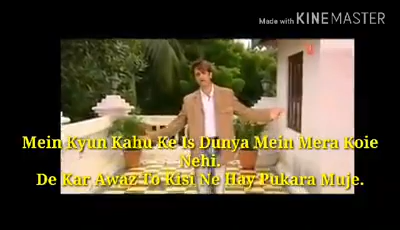 Made with KINEMASTER
Mein Kyun Kahu Ke Is Dunya Mein Mera Koie
Nehi.
De Kar Awaz To Kisi Ne Hay Pukara Muje.